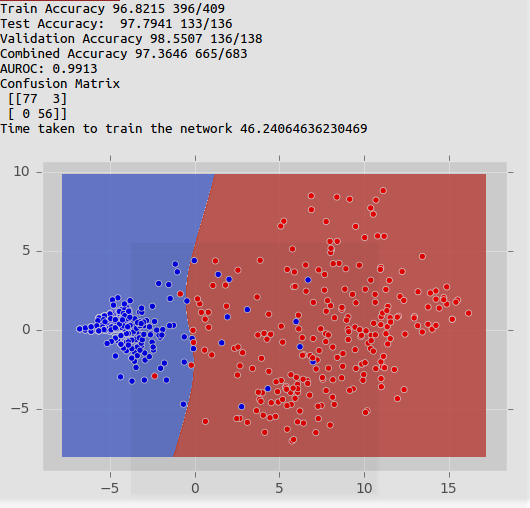 Train Accuracy 96.8215 396/409
Test Accuracy:  97.7941 133/136
Validation Accuracy 98.5507 136/138
Combined Accuracy 97.3646 665/683
AUROC: 0.9913
Confusion Matrix
[[77  3]
[ 0 56]]
Time taken to train the network 46.24064636230469
10
5
0
−5
−5 0 5 10 15